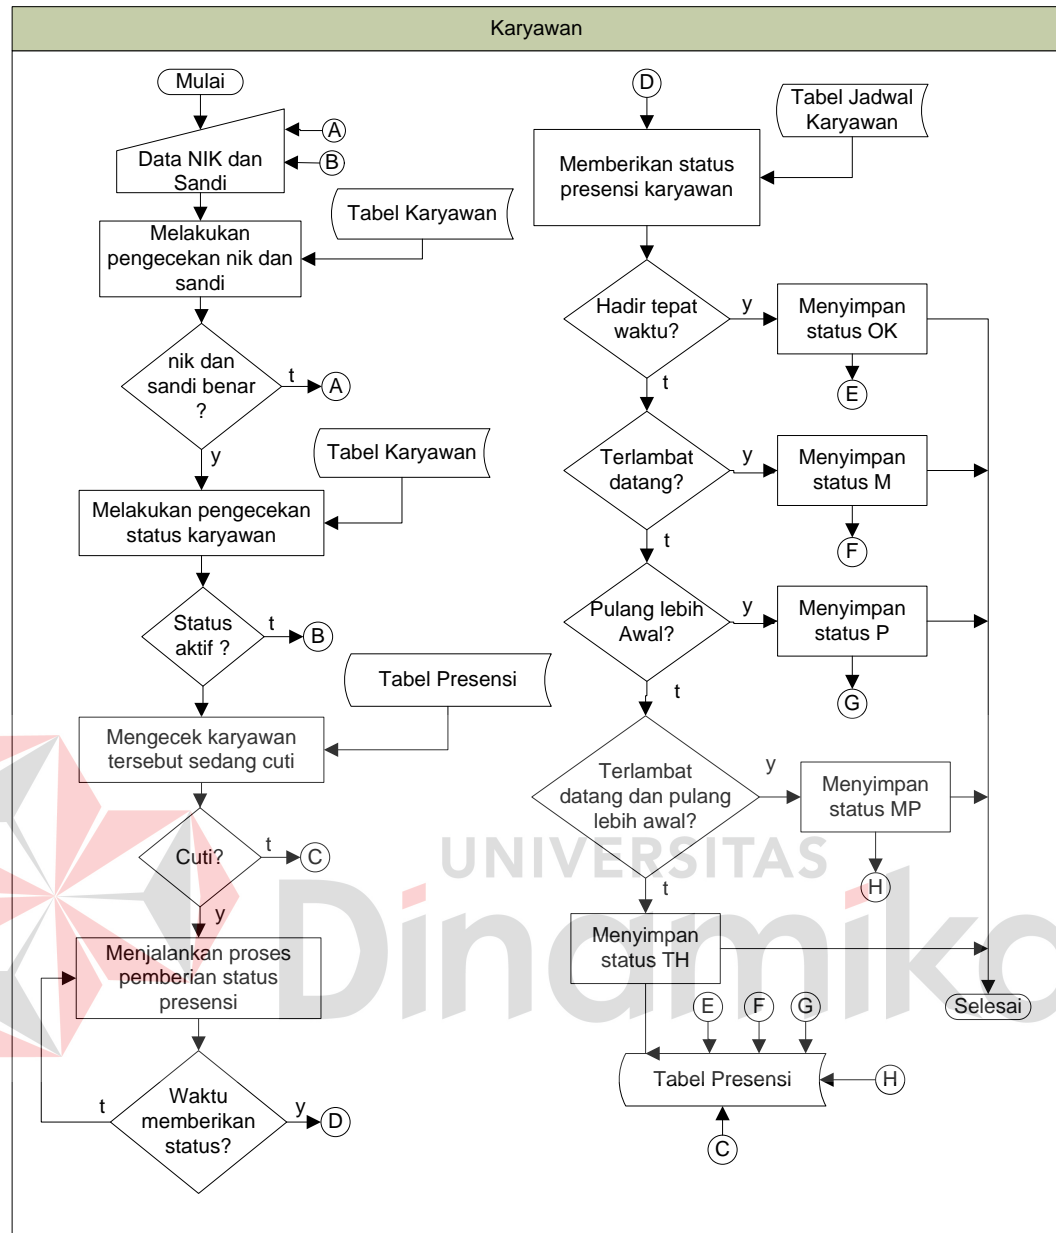 Karyawan
Mulai
A
B
Data NIK dan
Sandi
Tabel Karyawan
Melakukan
pengecekan nik dan
sandi
nik dan
sandi benar
?
t
A
y
Tabel Karyawan
Melakukan pengecekan
status karyawan
Status
aktif ?
t
B
Tabel Presensi
Mengecek karyawan
tersebut sedang cuti
Cuti?
t
C
y
Menjalankan proses
pemberian status
presensi
Waktu
memberikan
status?
t
y
D
D
Tabel Jadwal
Karyawan
Memberikan status
presensi karyawan
Hadir tepat
waktu?
y
Menyimpan
status OK
E
t
Terlambat
datang?
y
Menyimpan
status M
F
t
Pulang lebih
Awal?
y
Menyimpan
status P
G
t
Terlambat
datang dan pulang
lebih awal?
y
Menyimpan
status MP
H
t
Menyimpan
status TH
Selesai
E
F
G
Tabel Presensi
H
C
UNIVERSITAS
Dinamika